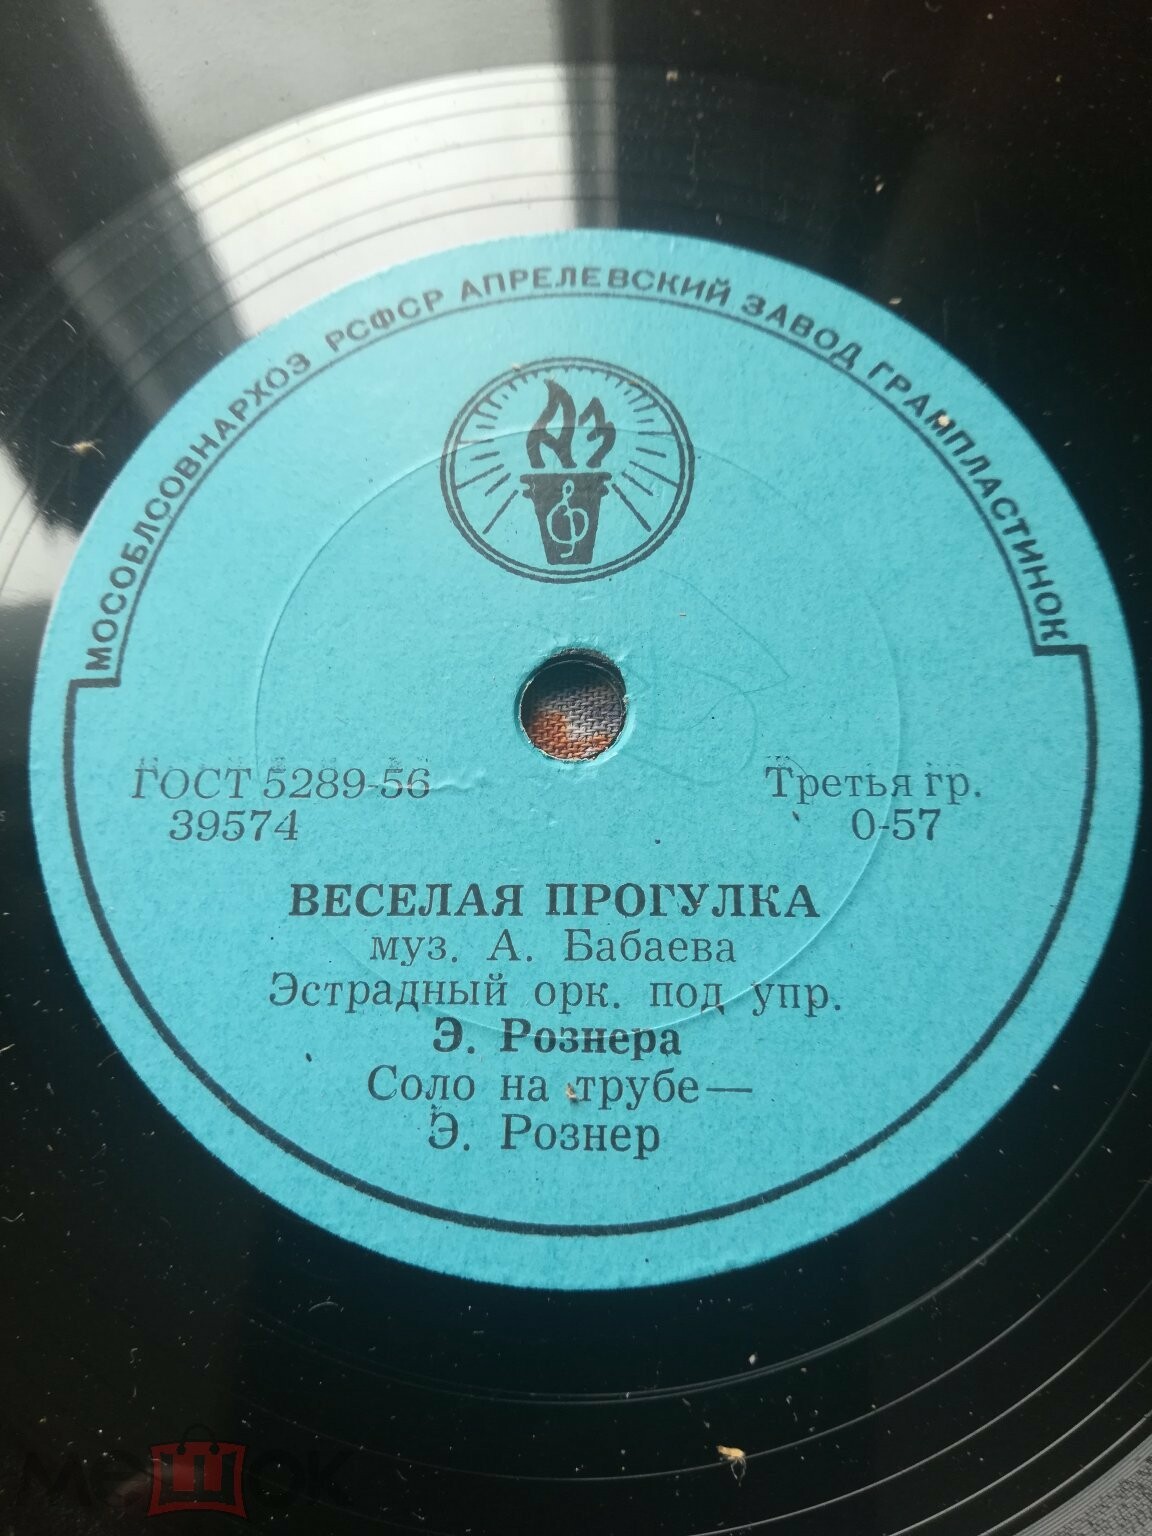 МОСОБЛСОВНАРХОЗ РСФСР АПРЕЛЕВСКИЙ ЗАВОД ГРАМПЛАСТИНОК
АЗ
ГОСТ 5289-56
39574
Третья гр.
0-57
ВЕСЕЛАЯ ПРОГУЛКА
муз. А. Бабаева
Эстрадный орк. под упр.
Э. Рознера
Соло на трубе—
Э. Рознер
мешок